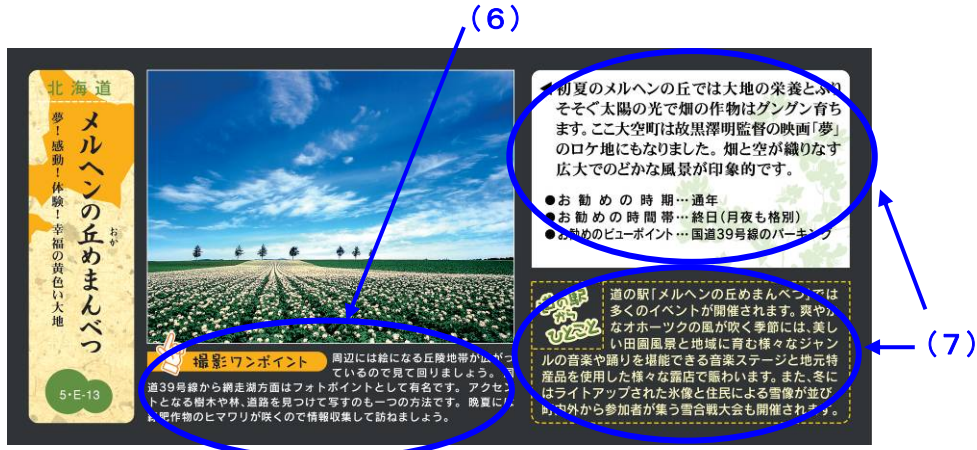 (6)
北海道
メルヘンの丘めまんべつ
おか
夢!感動!体験!幸福の黄色い大地
5・E-13
撮影ワンポイント
周辺には絵になる丘陵地帯が広がっ
ているので見て回りましょう。
道39号線から網走湖方面はフォトポイントとして有名です。アクセン
トとなる樹木や林、道路を見つけて写すのも一つの方法です。晩夏に
緑肥作物のヒマワリが咲くので情報収集して訪ねましょう。
◀初夏のメルヘンの丘では大地の栄養とふり
そそぐ太陽の光で畑の作物はグングン育ち
ます。ここ大空町は故黒澤明監督の映画「夢」
のロケ地にもなりました。畑と空が織りなす
広大でのどかな風景が印象的です。
●お勧めの時期…通年
●お勧めの時間帯…終日(月夜も格別)
●お勧めのビューポイント…国道39号線のパーキング
道の駅
から
ひとこと
道の駅「メルヘンの丘めまんべつ」では
多くのイベントが開催されます。爽やか
なオホーツクの風が吹く季節には、美し
い田園風景と地域に育む様々なジャン
ルの音楽や踊りを堪能できる音楽ステージと地元特
産品を使用した様々な露店で賑わいます。また、冬に
はライトアップされた氷像と住民による雪像が並び
町内外から参加者が集う雪合戦大会も開催されます。
(7)